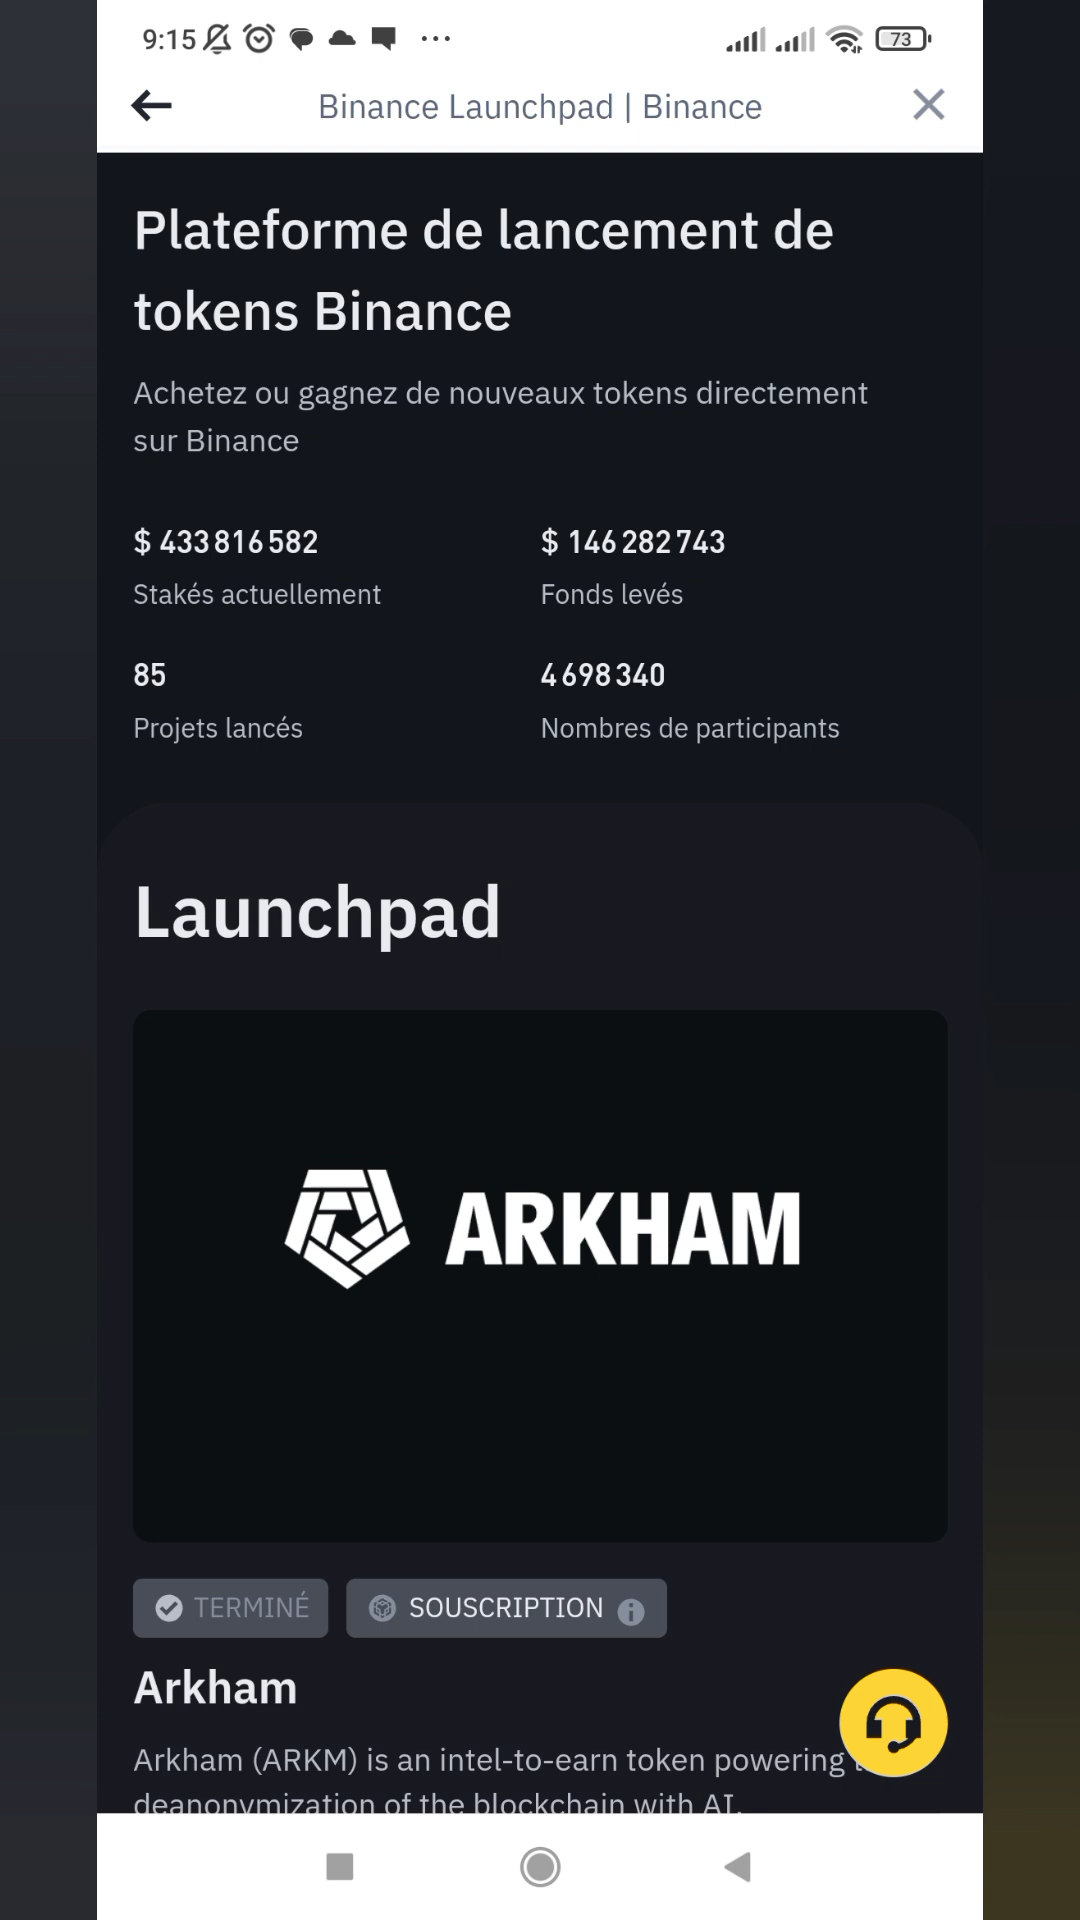 9:15
73
Binance Launchpad | Binance
Plateforme de lancement de
tokens Binance
Achetez ou gagnez de nouveaux tokens directement
sur Binance
$ 433 816 582
$ 146 282 743
Stakés actuellement
Fonds levés
85
4 698 340
Projets lancés
Nombres de participants
Launchpad
ARKHAM
TERMINÉ
SOUSCRIPTION
Arkham
Arkham (ARKM) is an intel-to-earn token powering
deanonymization of the blockchain with AI.